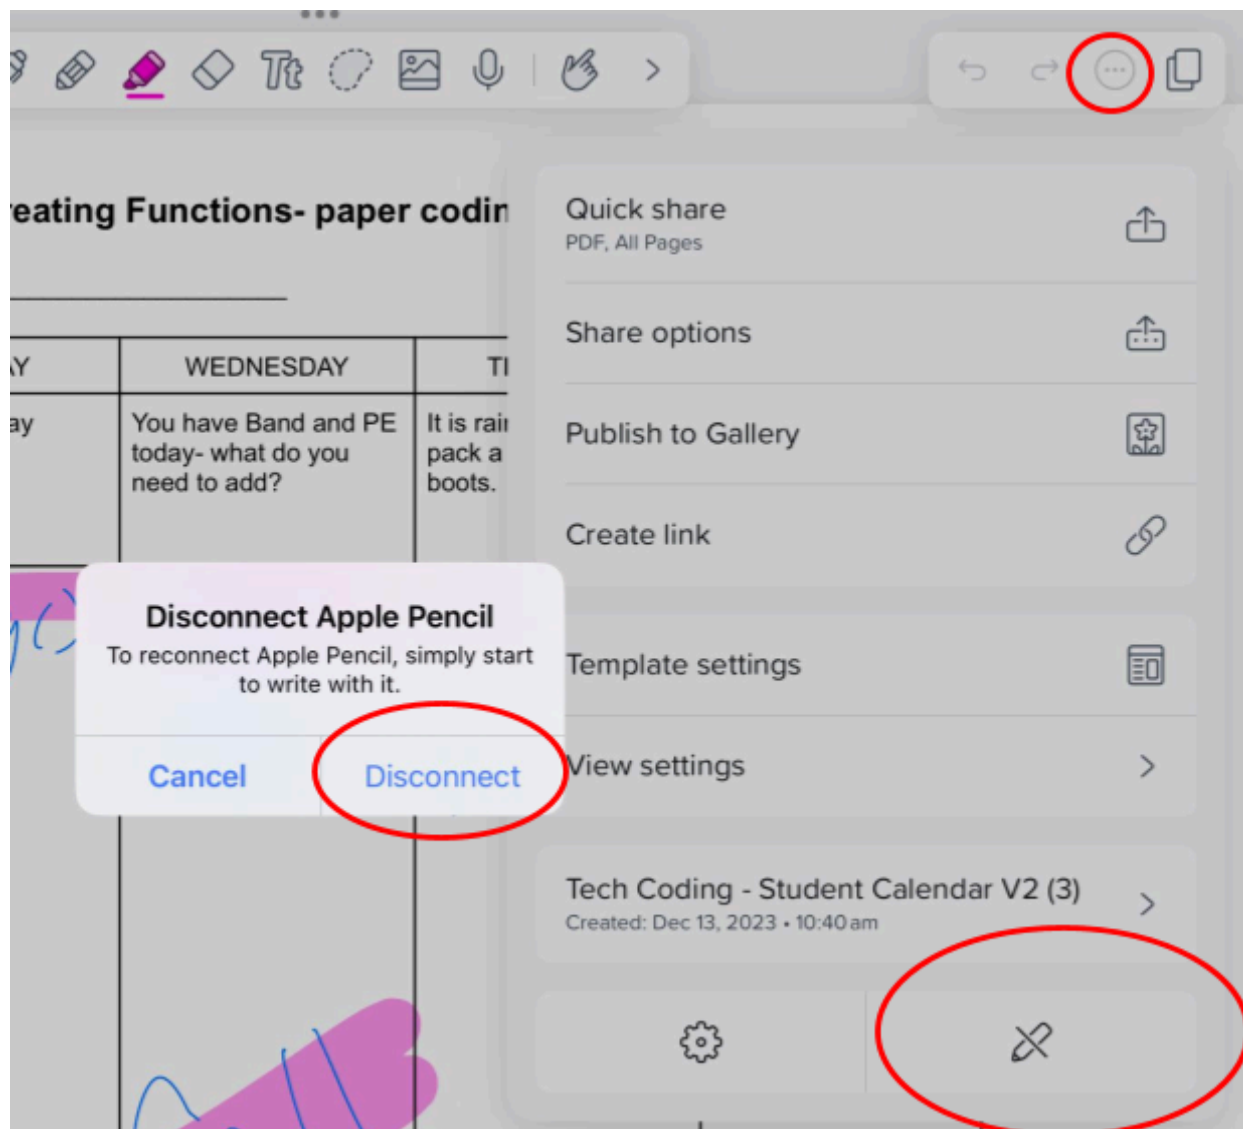 Tt
eating Functions- paper codin
Quick share
PDF, All Pages
Share options
Publish to Gallery
Create link
Y WEDNESDAY
ay
You have Band and PE
today- what do you
need to add?
It is rai
pack a
boots.
Disconnect Apple Pencil
To reconnect Apple Pencil, simply start
to write with it.
Cancel Disconnect
Template settings
View settings
Tech Coding - Student Calendar V2 (3)
Created: Dec 13, 2023 • 10:40 am